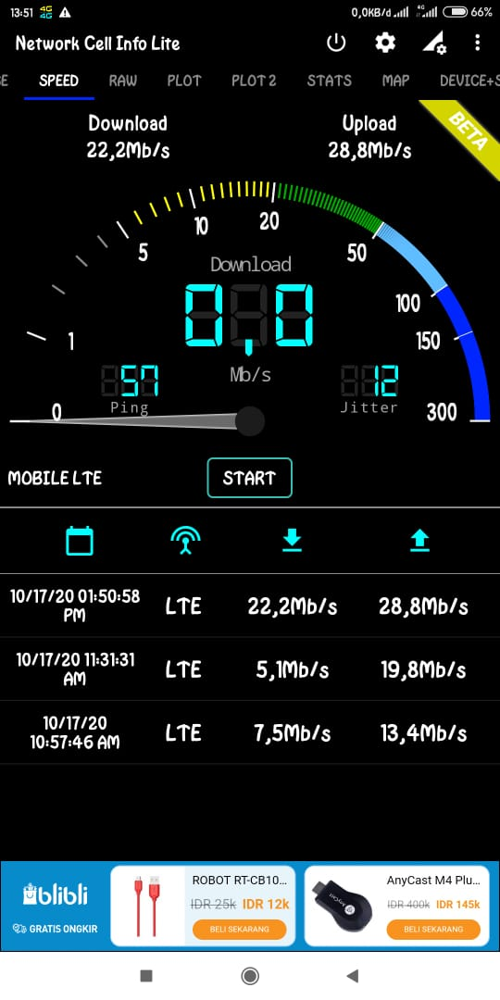 13:51 4G 4G 0,0KB/d 4G 66%
Network Cell Info Lite
SPEED RAW PLOT PLOT 2 STATS MAP DEVICE+S
BETA
Download Upload
22,2Mb/s 28,8Mb/s
0 1 5 10 20 50 100 150 300
Download
0,0
Mb/s
57 12
Ping Jitter
MOBILE LTE START
10/17/20 01:50:58 PM LTE 22,2Mb/s 28,8Mb/s
10/17/20 11:31:31 AM LTE 5,1Mb/s 19,8Mb/s
10/17/20 10:57:46 AM LTE 7,5Mb/s 13,4Mb/s
blibli
GRATIS ONGKIR
ROBOT RT-CB10...
IDR 25k IDR 12k
BELI SEKARANG
AnyCast
AnyCast M4 Plu...
IDR 400k IDR 145k
BELI SEKARANG